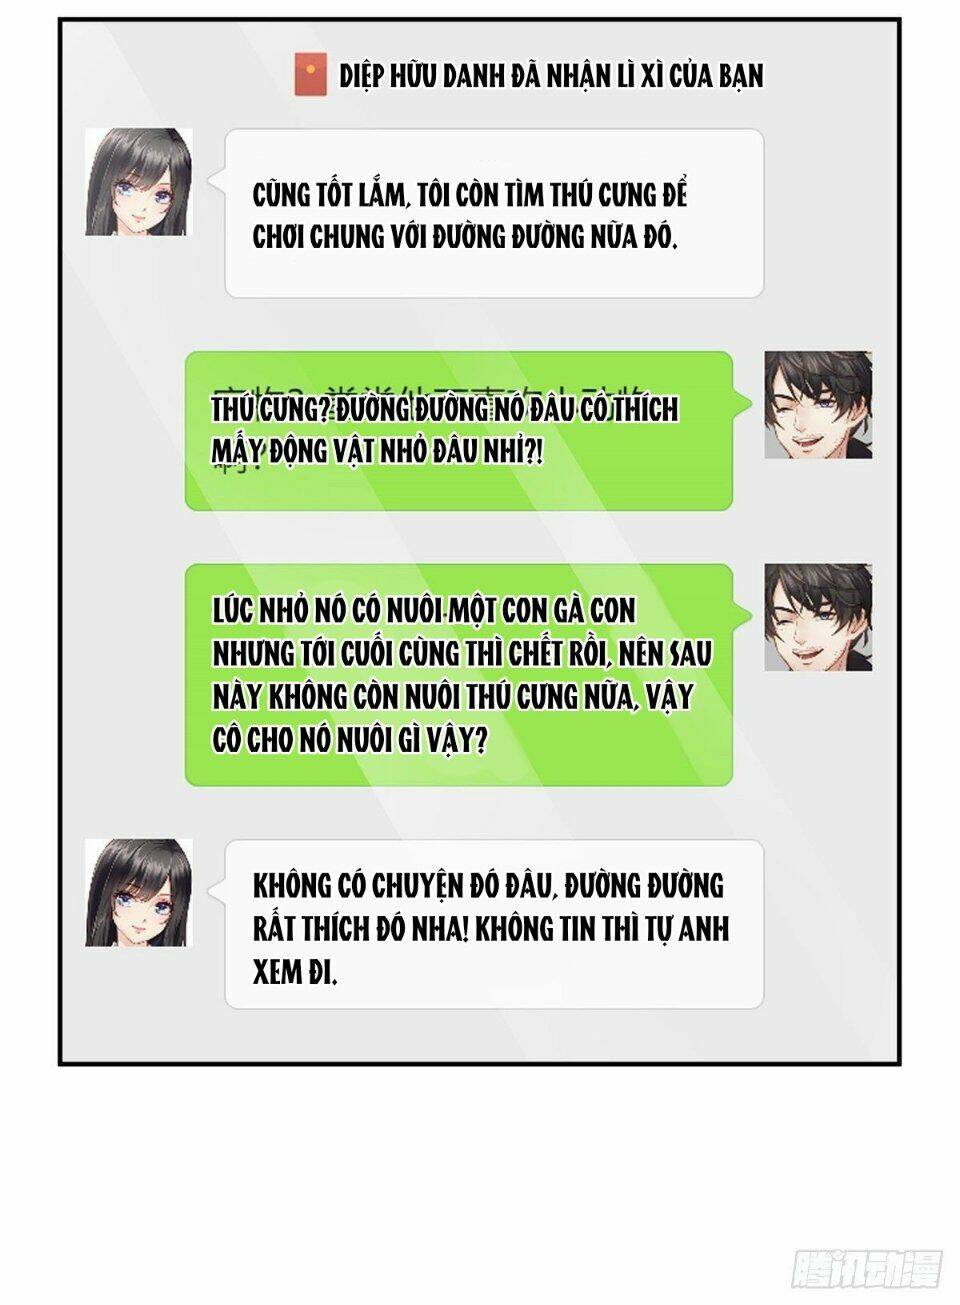 DIỆP HỮU DANH ĐÃ NHẬN LÌ XÌ CỦA BẠN
CŨNG TỐT LẮM, TÔI CÒN TÌM THÚ CƯNG ĐỂ
CHƠI CHUNG VỚI ĐƯỜNG ĐƯỜNG NỮA ĐÓ.
THÚ CƯNG? ĐƯỜNG ĐƯỜNG NÓ ĐÂU CÓ THÍCH
MẤY ĐỘNG VẬT NHỎ ĐÂU NHỈ?!
LÚC NHỎ NÓ CÓ NUÔI MỘT CON GÀ CON
NHƯNG TỚI CUỐI CÙNG THÌ CHẾT RỒI, NÊN SAU
NÀY KHÔNG CÒN NUÔI THÚ CƯNG NỮA, VẬY
CÔ CHO NÓ NUÔI GÌ VẬY?
KHÔNG CÓ CHUYỆN ĐÓ ĐÂU, ĐƯỜNG ĐƯỜNG
RẤT THÍCH ĐÓ NHA! KHÔNG TIN THÌ TỰ ANH
XEM ĐI.
腾讯动漫